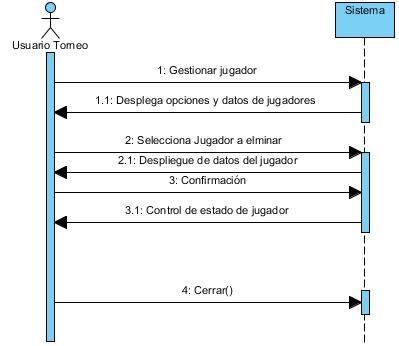 Sistema
Usuario Torneo
1: Gestionar jugador
1.1: Desplega opciones y datos de jugadores
2: Selecciona Jugador a elminar
2.1: Despliegue de datos del jugador
3: Confirmación
3.1: Control de estado de jugador
4: Cerrar()